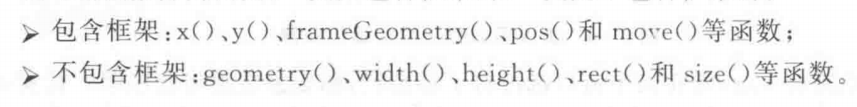 ➢ 包含框架:x()、y()、frameGeometry()、pos()和 move()等函数;
➢ 不包含框架:geometry()、width()、height()、rect()和 size()等函数。